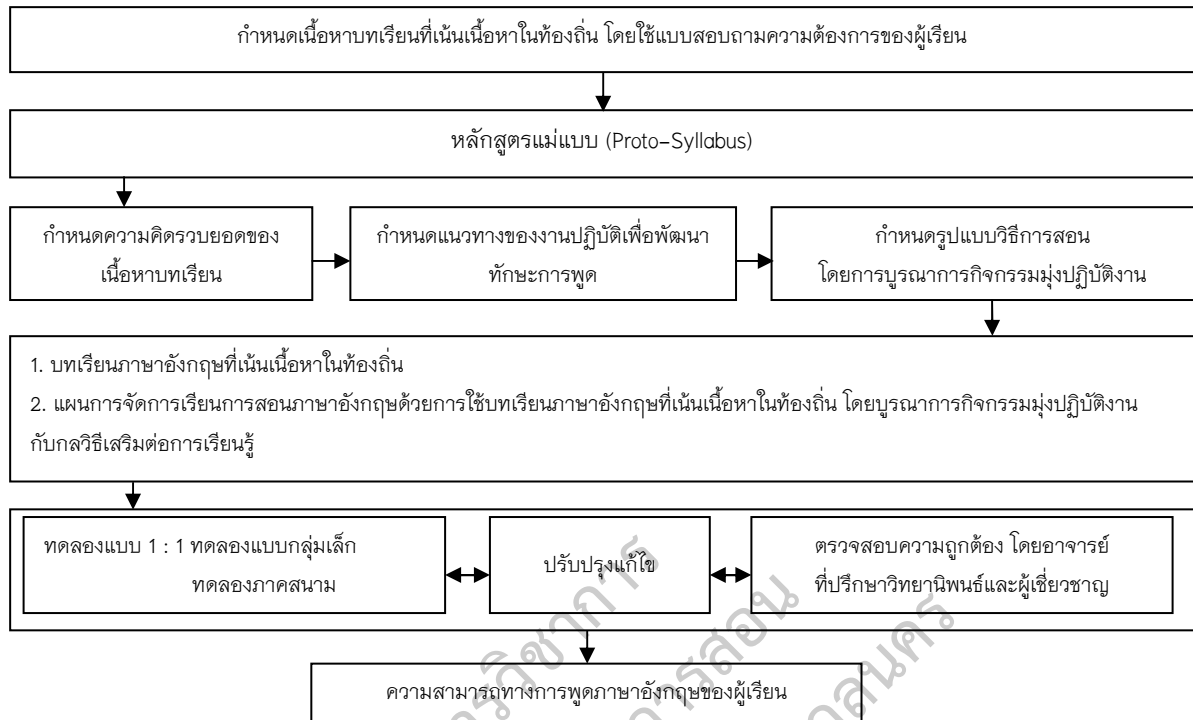 กำหนดเนื้อหาบทเรียนที่เน้นเนื้อหาในท้องถิ่น โดยใช้แบบสอบถามความต้องการของผู้เรียน
หลักสูตรแม่แบบ (Proto-Syllabus)
กำหนดความคิดรวบยอดของ
เนื้อหาบทเรียน
กำหนดแนวทางของงานปฏิบัติเพื่อพัฒนา
ทักษะการพูด
กำหนดรูปแบบวิธีการสอน
โดยการบูรณาการกิจกรรมมุ่งปฏิบัติงาน
1. บทเรียนภาษาอังกฤษที่เน้นเนื้อหาในท้องถิ่น
2. แผนการจัดการเรียนการสอนภาษาอังกฤษด้วยการใช้บทเรียนภาษาอังกฤษที่เน้นเนื้อหาในท้องถิ่น โดยบูรณาการกิจกรรมมุ่งปฏิบัติงาน
กับกลวิธีเสริมต่อการเรียนรู้
ทดลองแบบ 1 : 1 ทดลองแบบกลุ่มเล็ก
ทดลองภาคสนาม
ปรับปรุงแก้ไข
ตรวจสอบความถูกต้อง โดยอาจารย์
ที่ปรึกษาวิทยานิพนธ์และผู้เชี่ยวชาญ
ความสามารถทางการพูดภาษาอังกฤษของผู้เรียน